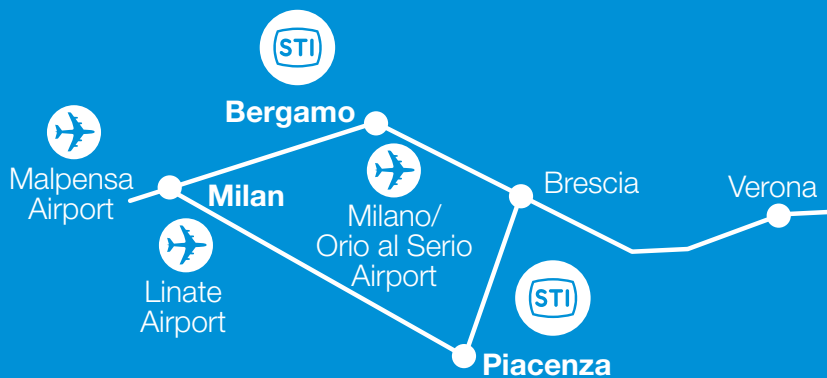 STI
Bergamo
Malpensa
Airport
Milan
Milano/
Orio al Serio
Airport
Brescia
Verona
Linate
Airport
STI
Piacenza